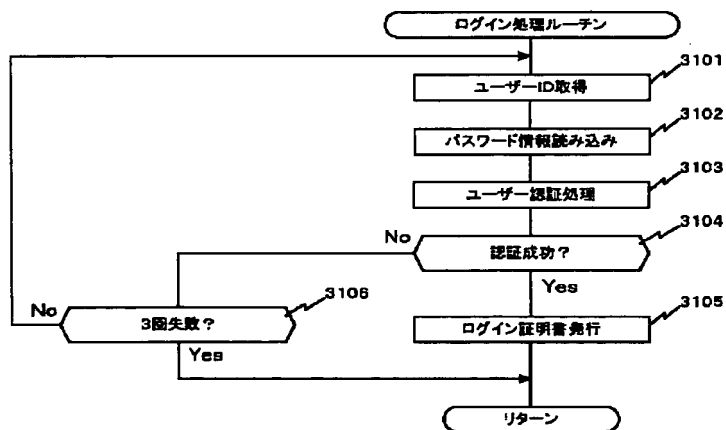 ログイン処理ルーチン
3101
ユーザーID取得
3102
パスワード情報読み込み
3103
ユーザー認証処理
3104
No
認証成功？
Yes
3106
No
3回失敗？
Yes
3105
ログイン証明書発行
リターン